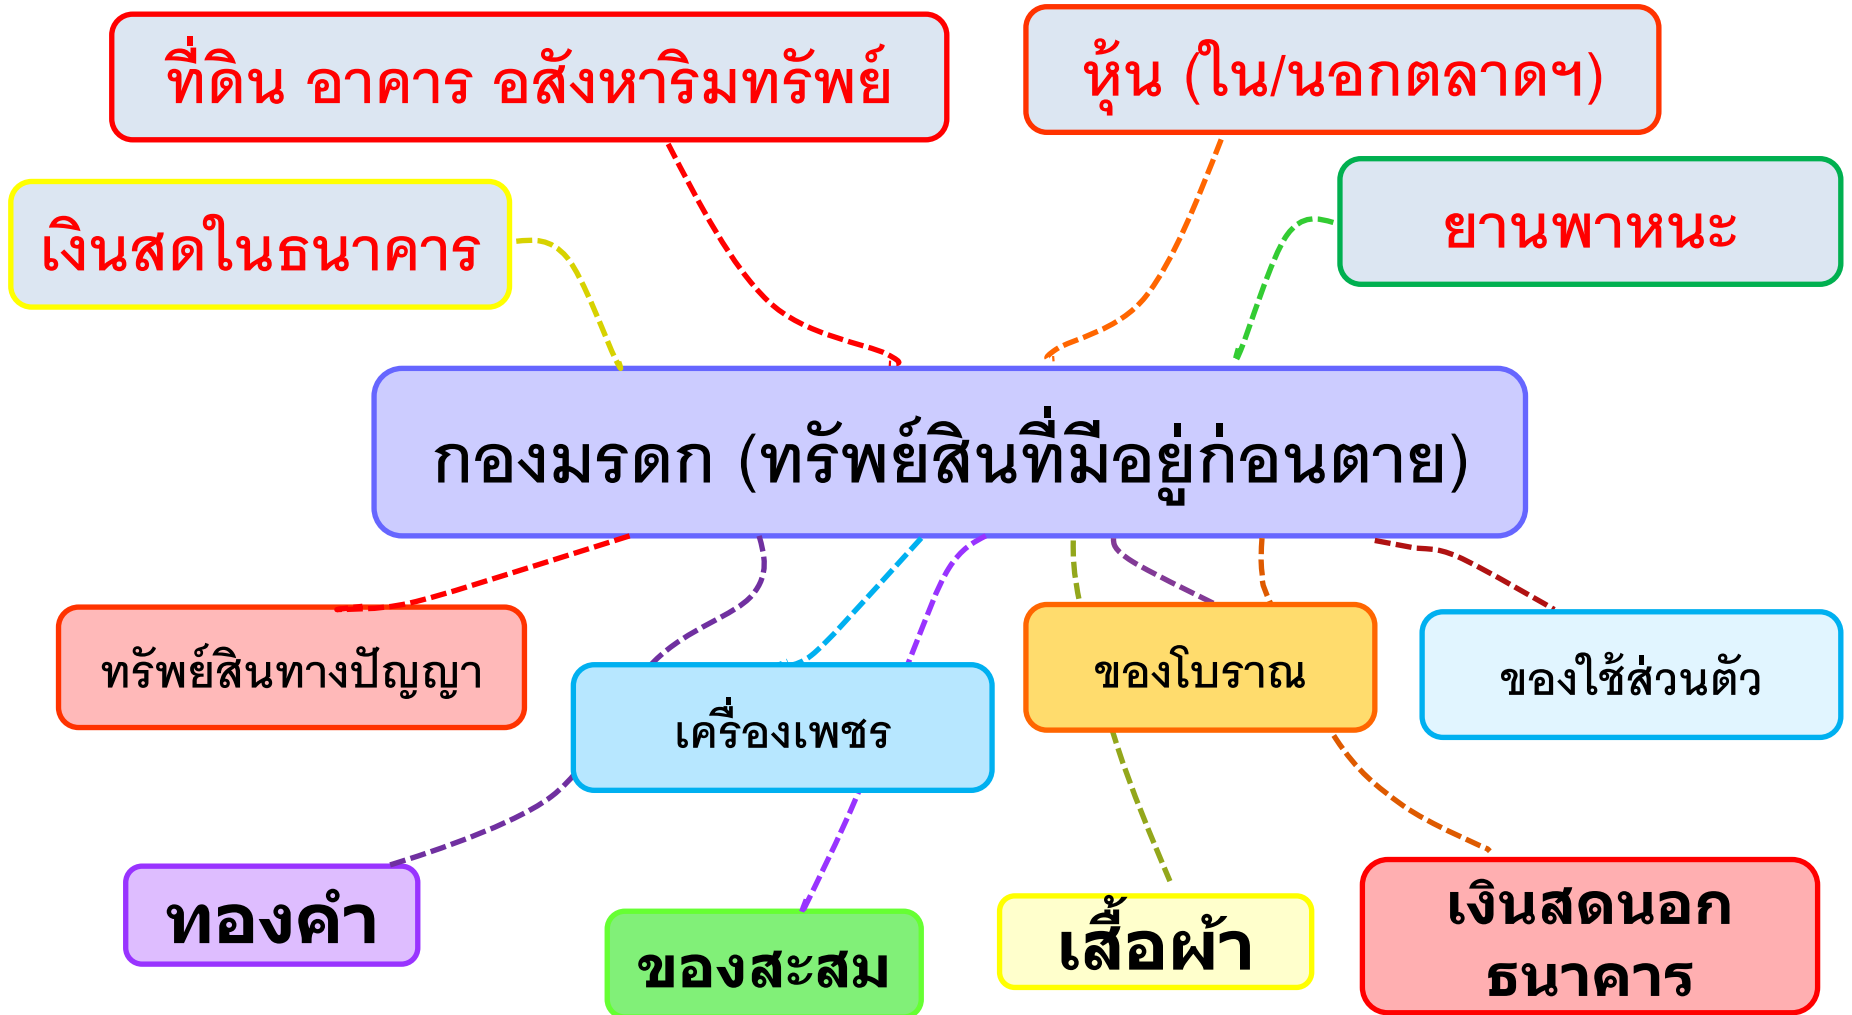 ที่ดิน อาคาร อสังหาริมทรัพย์
หุ้น (ใน/นอกตลาดฯ)
เงินสดในธนาคาร
ยานพาหนะ
กองมรดก (ทรัพย์สินที่มีอยู่ก่อนตาย)
ทรัพย์สินทางปัญญา
เครื่องเพชร
ของโบราณ
ของใช้ส่วนตัว
ทองคำ
ของสะสม
เสื้อผ้า
เงินสดนอก
ธนาคาร